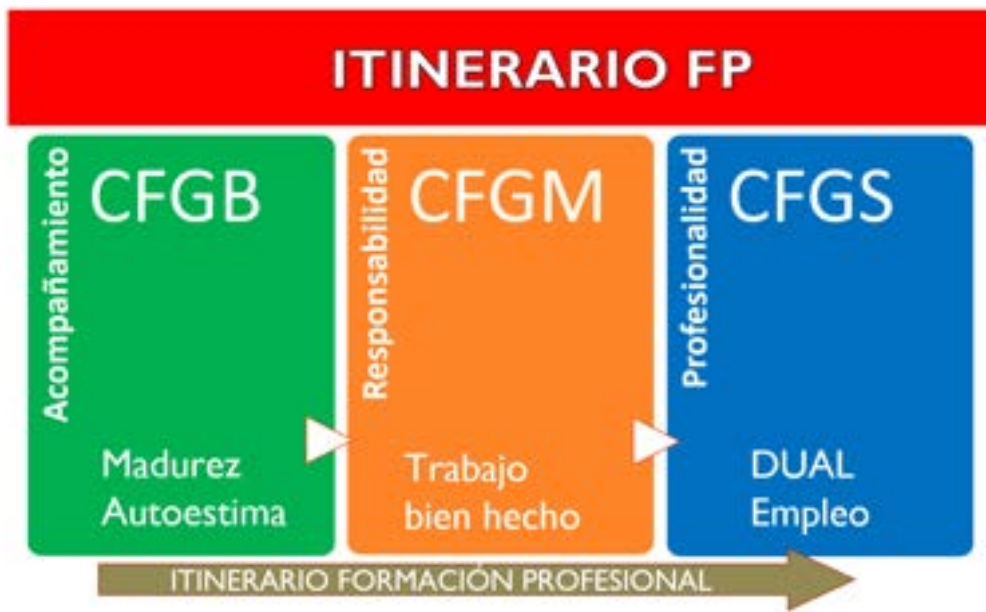 ITINERARIO FP
Acompañamiento
CFGB
Madurez
Autoestima
Responsabilidad
CFGM
Trabajo
bien hecho
Profesionalidad
CFGS
DUAL
Empleo
ITINERARIO FORMACIÓN PROFESIONAL